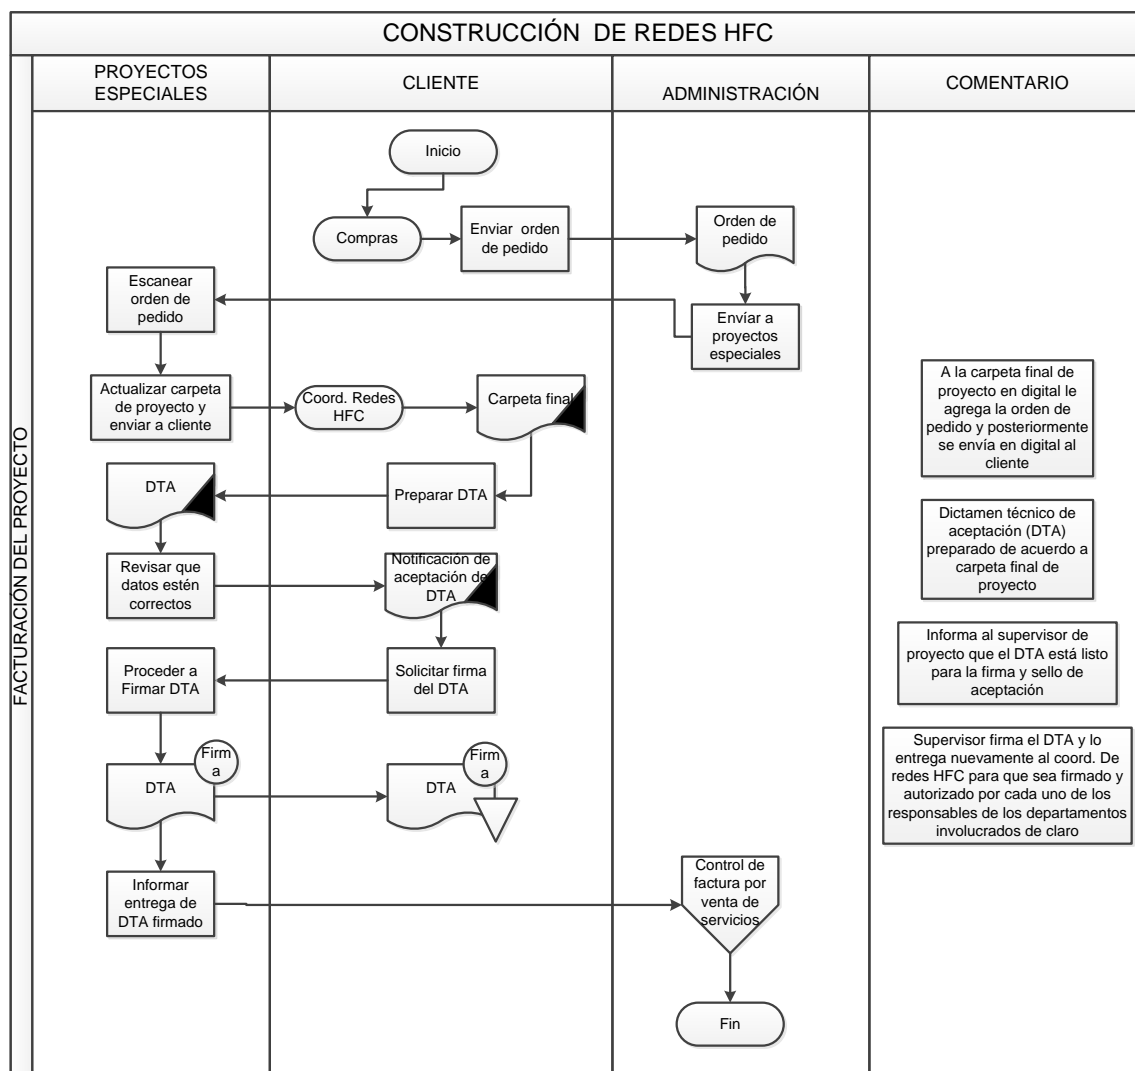 CONSTRUCCIÓN DE REDES HFC
PROYECTOS
ESPECIALES
CLIENTE
ADMINISTRACIÓN
COMENTARIO
FACTURACIÓN DEL PROYECTO
Inicio
Compras
Enviar orden
de pedido
Orden de
pedido
Escanear
orden de
pedido
Envíar a
proyectos
especiales
Actualizar carpeta
de proyecto y
enviar a cliente
Coord. Redes
HFC
Carpeta final
A la carpeta final de
proyecto en digital le
agrega la orden de
pedido y posteriormente
se envía en digital al
cliente
DTA
Preparar DTA
Dictamen técnico de
aceptación (DTA)
preparado de acuerdo a
carpeta final de
proyecto
Revisar que
datos estén
correctos
Notificación de
aceptación de
DTA
Informa al supervisor de
proyecto que el DTA está listo
para la firma y sello de
aceptación
Proceder a
Firmar DTA
Solicitar firma
del DTA
Firm
a
DTA
Firm
a
DTA
Supervisor firma el DTA y lo
entrega nuevamente al coord. De
redes HFC para que sea firmado y
autorizado por cada uno de los
responsables de los departamentos
involucrados de claro
Informar
entrega de
DTA firmado
Control de
factura por
venta de
servicios
Fin